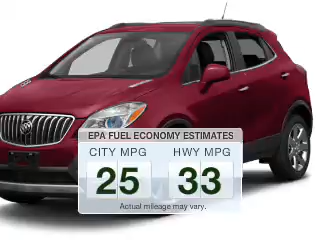 EPA FUEL ECONOMY ESTIMATES
CITY MPG HWY MPG
25 33
Actual mileage may vary.